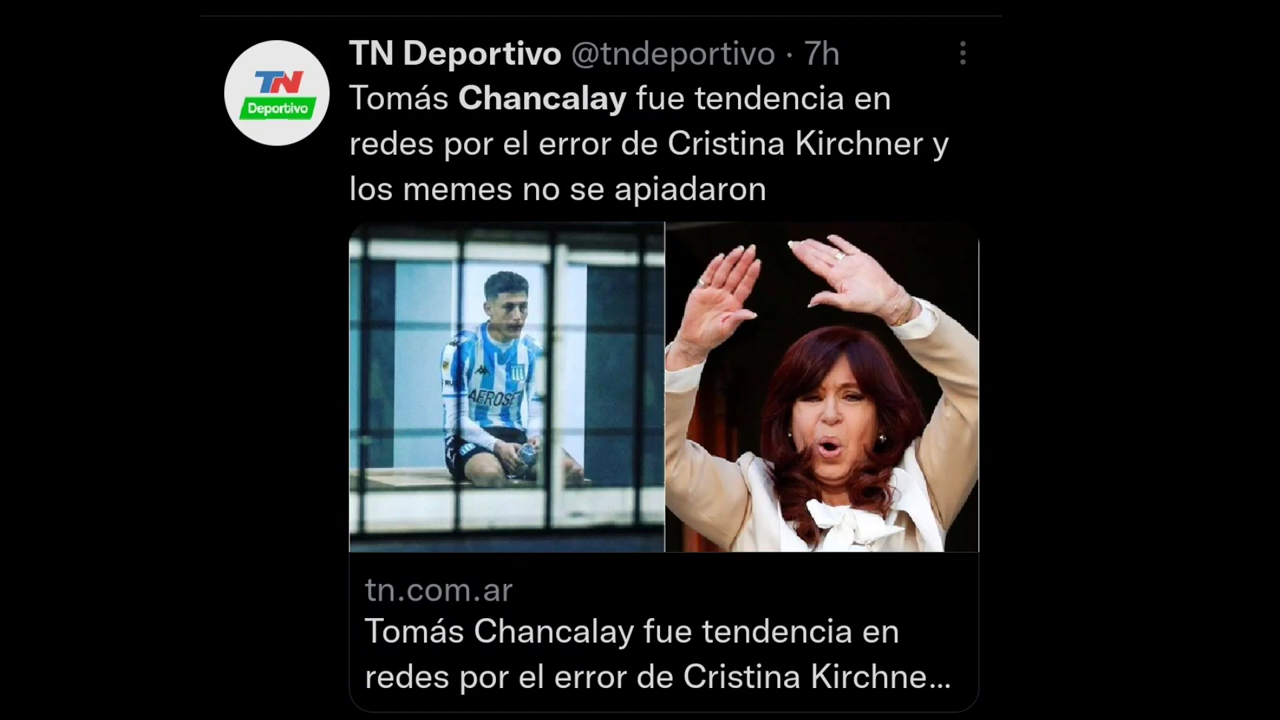 TN Deportivo @tndeportivo · 7h
TN
Deportivo
Tomás Chancalay fue tendencia en
redes por el error de Cristina Kirchner y
los memes no se apiadaron
tn.com.ar
Tomás Chancalay fue tendencia en
redes por el error de Cristina Kirchne...